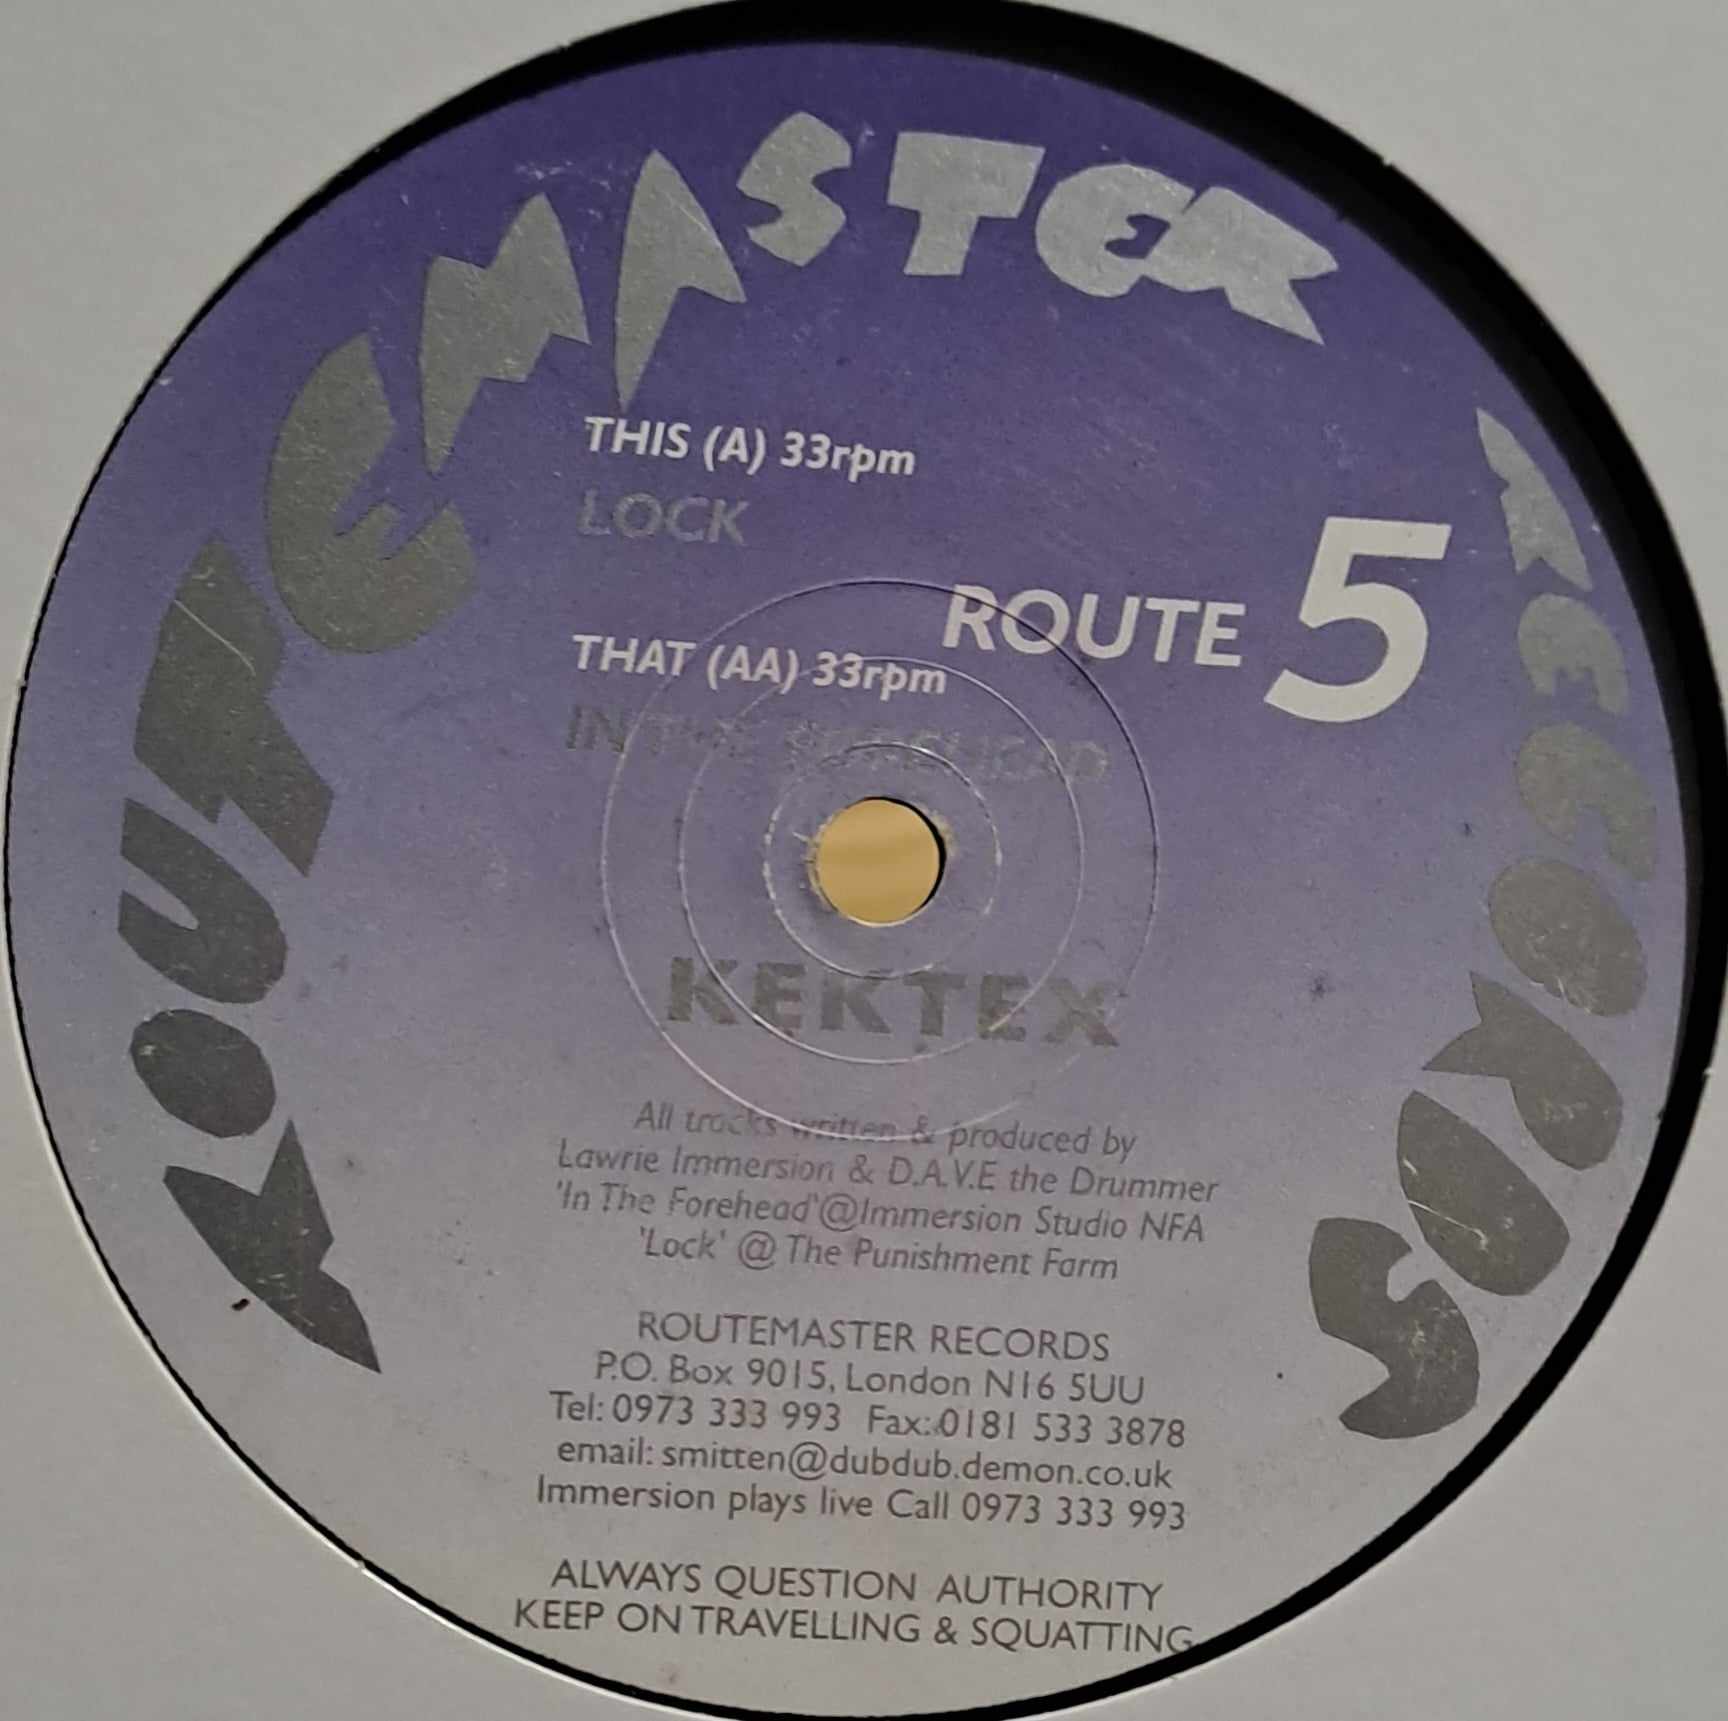 ROUTEMASTER RECORDS
THIS (A) 33rpm
LOCK
ROUTE 5
THAT (AA) 33rpm
IN THE FOREHEAD
KEKTEX
All tracks written & produced by
Lawrie Immersion & D.A.V.E the Drummer
'In The Forehead'@Immersion Studio NFA
'Lock' @ The Punishment Farm
ROUTEMASTER RECORDS
P.O. Box 9015, London N16 5UU
Tel: 0973 333 993 Fax: 0181 533 3878
email: smitten@dubdub.demon.co.uk
Immersion plays live Call 0973 333 993
ALWAYS QUESTION AUTHORITY
KEEP ON TRAVELLING & SQUATTING